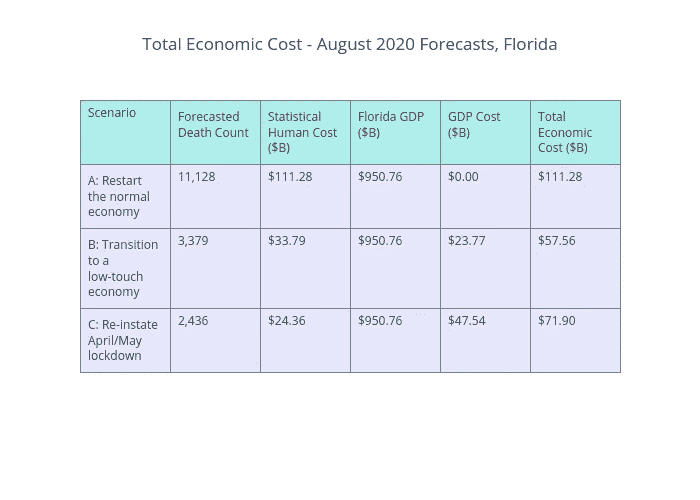 Total Economic Cost - August 2020 Forecasts, Florida
Scenario
Forecasted
Death Count
Statistical
Human Cost
($B)
Florida GDP
($B)
GDP Cost
($B)
Total
Economic
Cost ($B)
A: Restart
the normal
economy
11,128
$111.28
$950.76
$0.00
$111.28
B: Transition
to a
low-touch
economy
3,379
$33.79
$950.76
$23.77
$57.56
C: Re-instate
April/May
lockdown
2,436
$24.36
$950.76
$47.54
$71.90